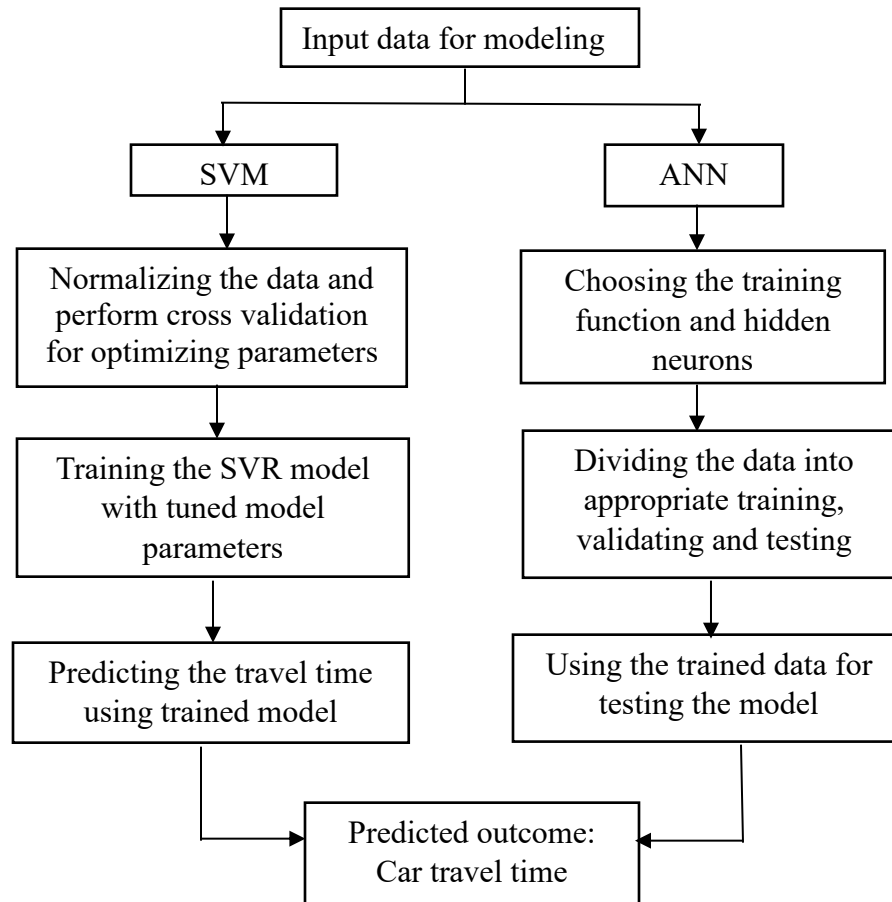 Input data for modeling
SVM
ANN
Normalizing the data and
perform cross validation
for optimizing parameters
Choosing the training
function and hidden
neurons
Training the SVR model
with tuned model
parameters
Dividing the data into
appropriate training,
validating and testing
Predicting the travel time
using trained model
Using the trained data for
testing the model
Predicted outcome:
Car travel time